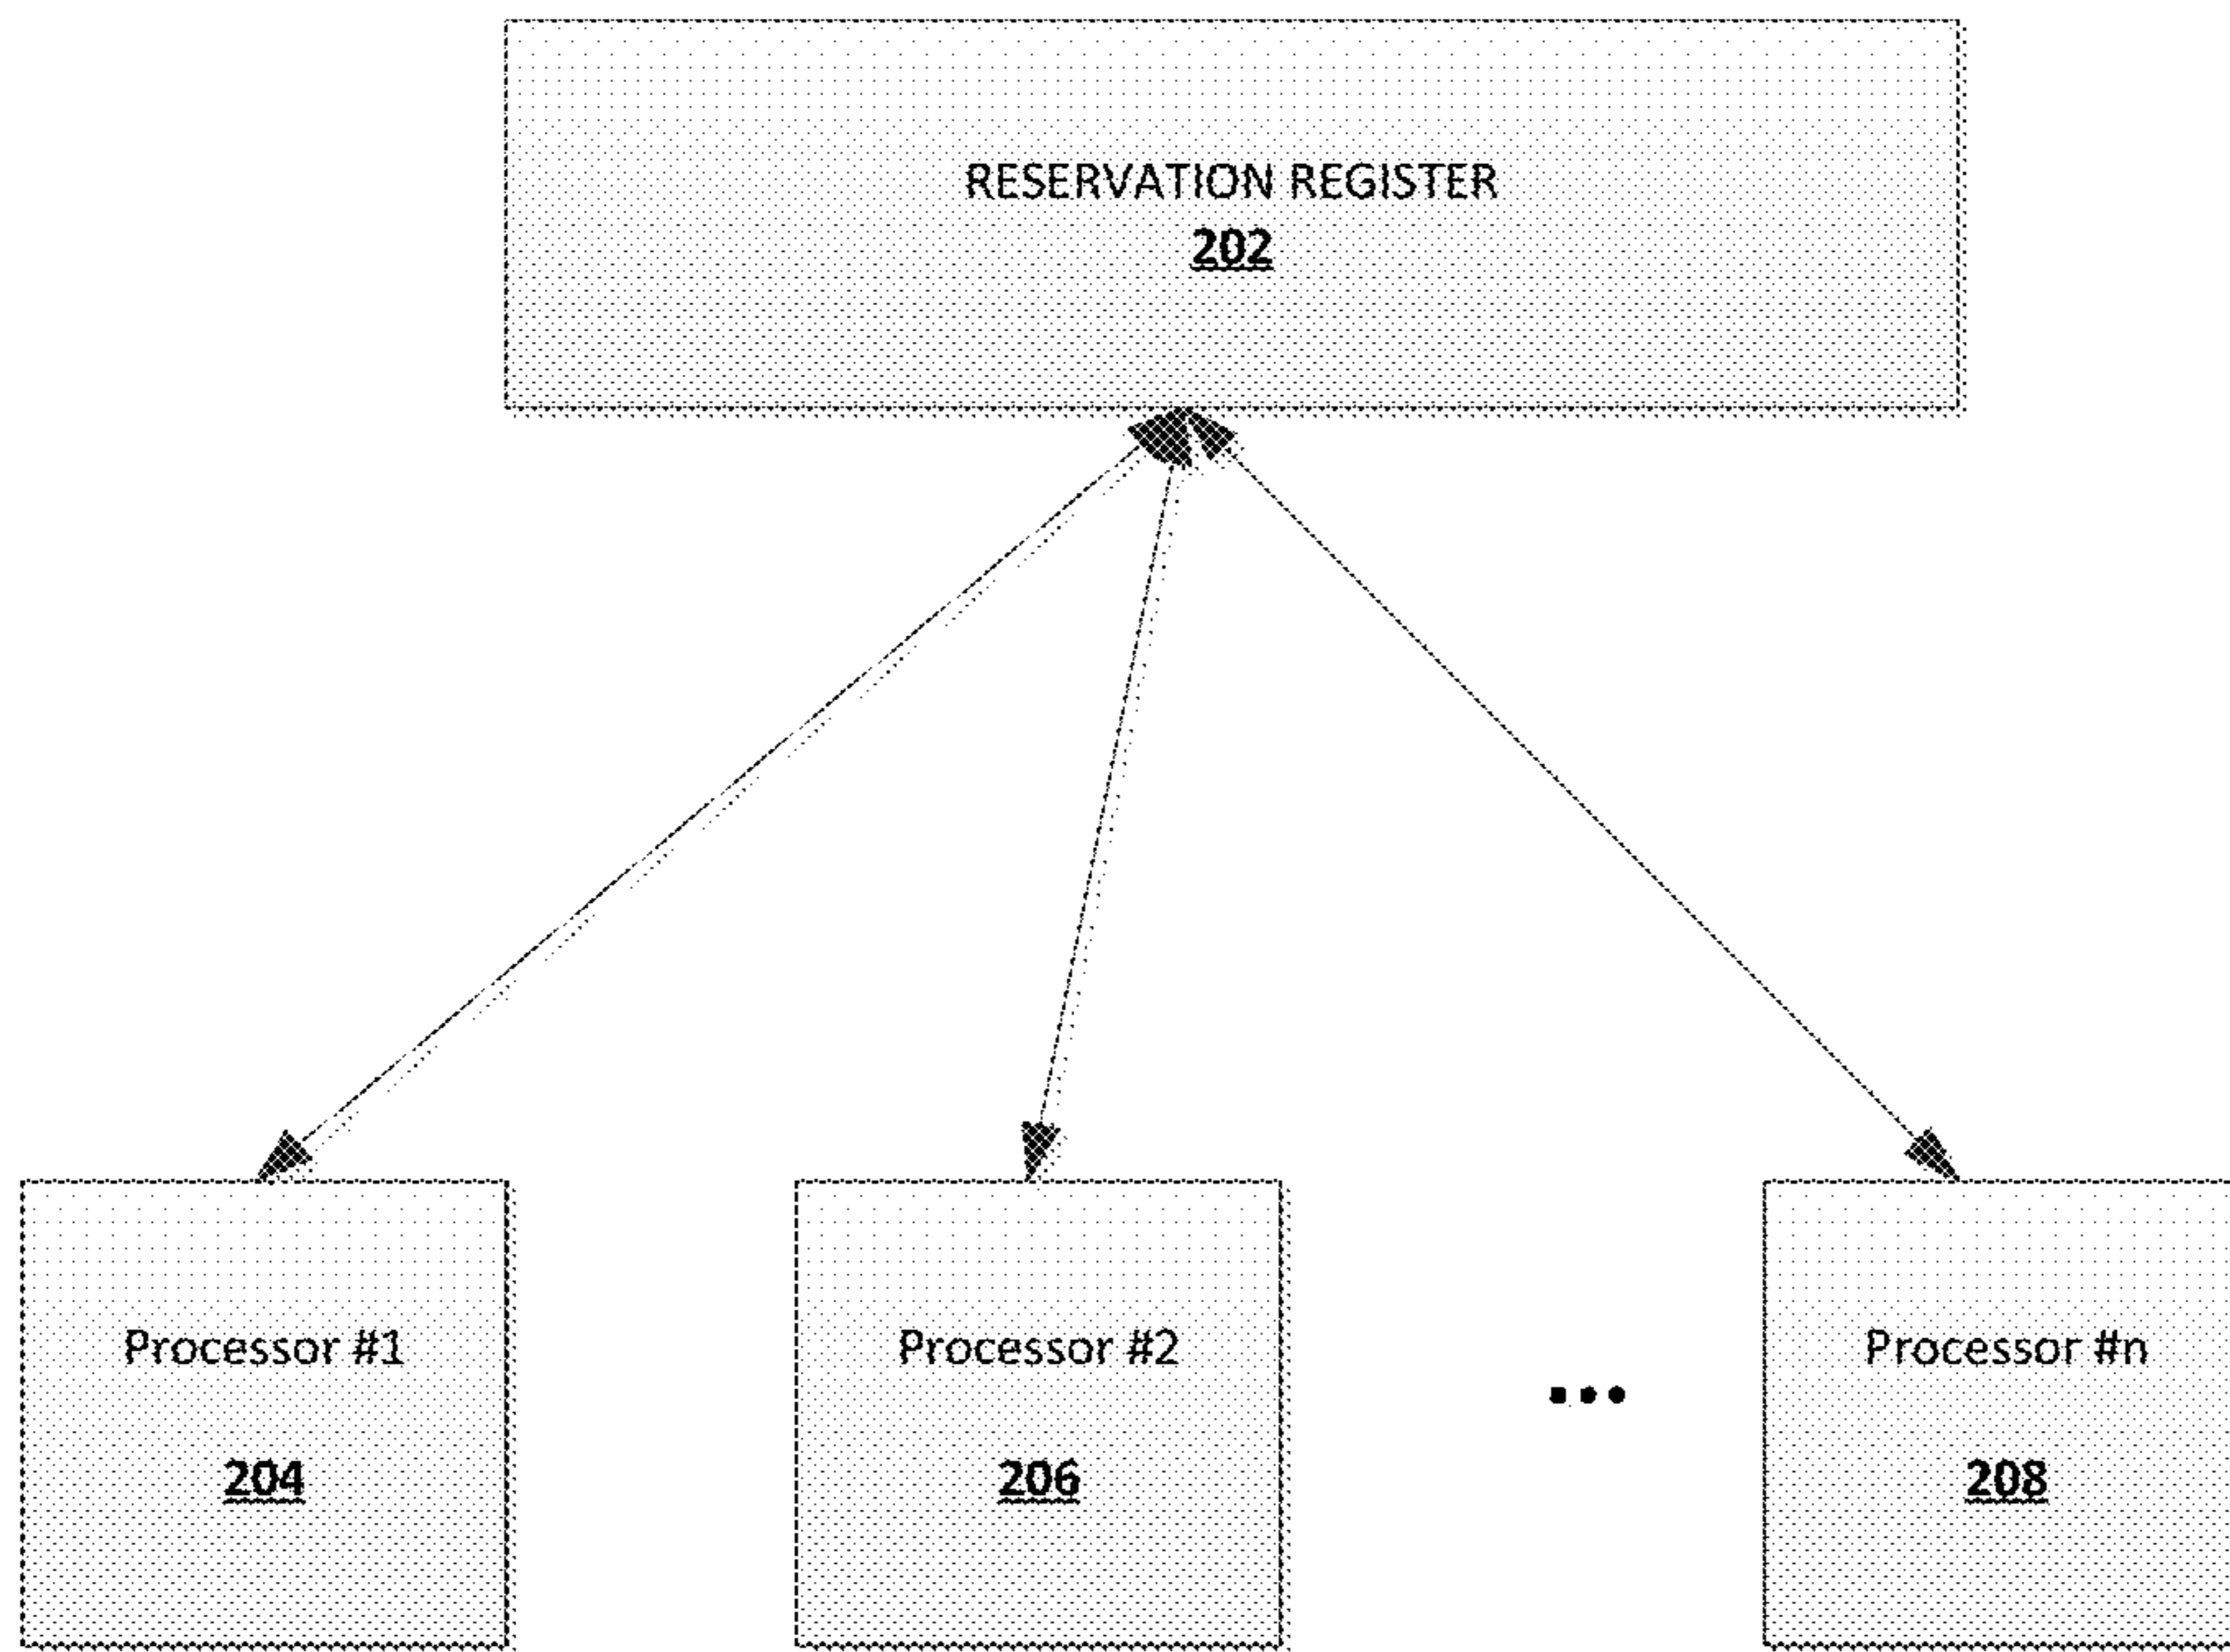 RESERVATION REGISTER
202
Processor #1
204
Processor #2
206
•••
Processor #n
208